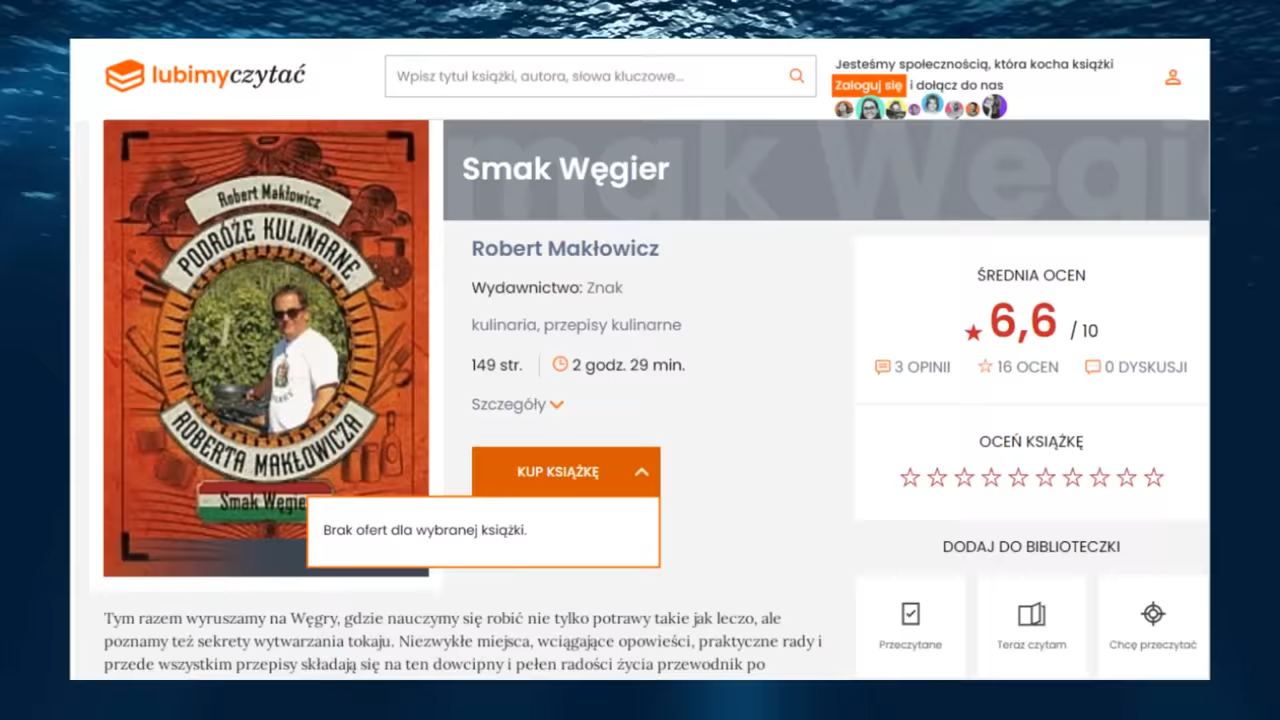 lubimyczytać
Wpisz tytuł książki, autora, słowa kluczowe...
Jesteśmy społecznością, która kocha książki
Zaloguj się i dołącz do nas
Robert Makłowicz
PODRÓŻE KULINARNE
ROBERTA MAKŁOWICZA
Smak Węgie
Smak Węgier
Smak Węgi
Robert Makłowicz
Wydawnictwo: Znak
kulinaria, przepisy kulinarne
149 str. 2 godz. 29 min.
Szczegóły
KUP KSIĄŻKĘ
Brak ofert dla wybranej książki.
ŚREDNIA OCEN
6,6 / 10
3 OPINII 16 OCEN 0 DYSKUSJI
OCEŃ KSIĄŻKĘ
DODAJ DO BIBLIOTECZKI
Przeczytane Teraz czytam Chcę przeczytać
Tym razem wyruszamy na Węgry, gdzie nauczymy się robić nie tylko potrawy takie jak leczo, ale
poznamy też sekrety wytwarzania tokaju. Niezwykłe miejsca, wciągające opowieści, praktyczne rady i
przede wszystkim przepisy składają się na ten dowcipny i pełen radości życia przewodnik po